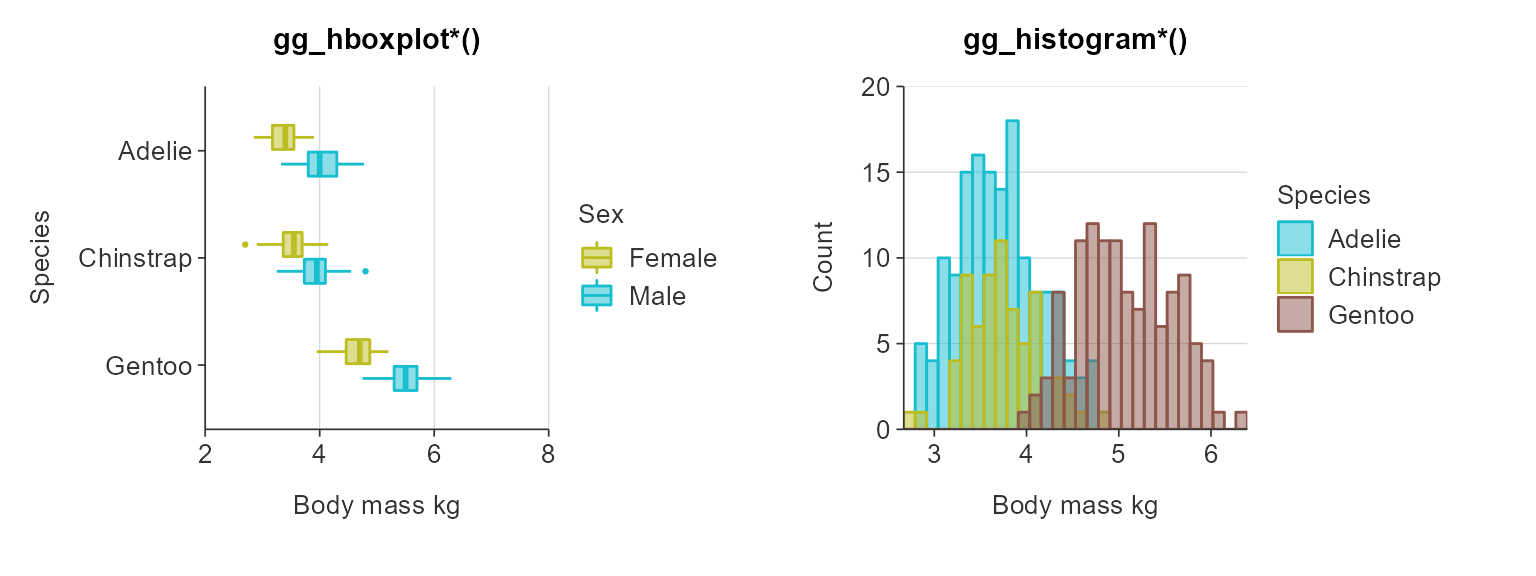 gg_hboxplot*()
Species
Adelie
Chinstrap
Gentoo
2 4 6 8
Body mass kg
Sex
Female
Male
gg_histogram*()
Count
20
15
10
5
0
3 4 5 6
Body mass kg
Species
Adelie
Chinstrap
Gentoo